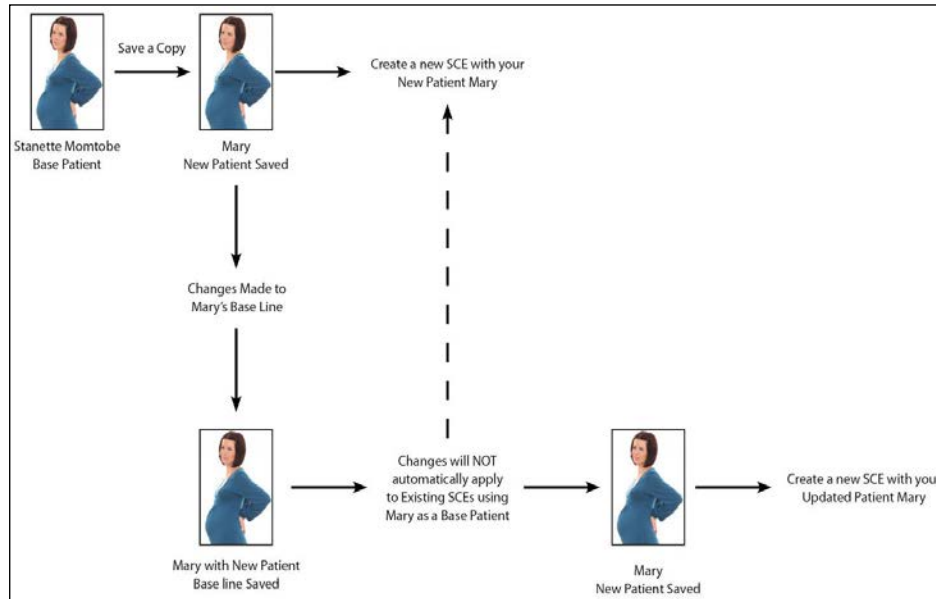 Save a Copy
Stanette Momtobe
Base Patient
Mary
New Patient Saved
Create a new SCE with your
New Patient Mary
Changes Made to
Mary's Base Line
Mary with New Patient
Base line Saved
Changes will NOT
automatically apply
to Existing SCEs using
Mary as a Base Patient
Mary
New Patient Saved
Create a new SCE with you
Updated Patient Mary